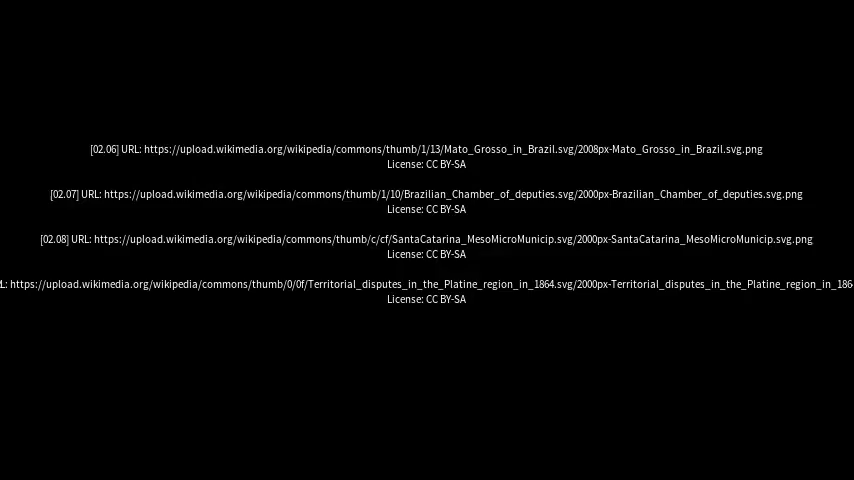 [02.06] URL: https://upload.wikimedia.org/wikipedia/commons/thumb/1/13/Mato_Grosso_in_Brazil.svg/2008px-Mato_Grosso_in_Brazil.svg.png
License: CC BY-SA
[02.07] URL: https://upload.wikimedia.org/wikipedia/commons/thumb/1/10/Brazilian_Chamber_of_deputies.svg/2000px-Brazilian_Chamber_of_deputies.svg.png
License: CC BY-SA
[02.08] URL: https://upload.wikimedia.org/wikipedia/commons/thumb/c/cf/SantaCatarina_MesoMicroMunicip.svg/2000px-SantaCatarina_MesoMicroMunicip.svg.png
License: CC BY-SA
L: https://upload.wikimedia.org/wikipedia/commons/thumb/0/0f/Territorial_disputes_in_the_Platine_region_in_1864.svg/2000px-Territorial_disputes_in_the_Platine_region_in_186
License: CC BY-SA